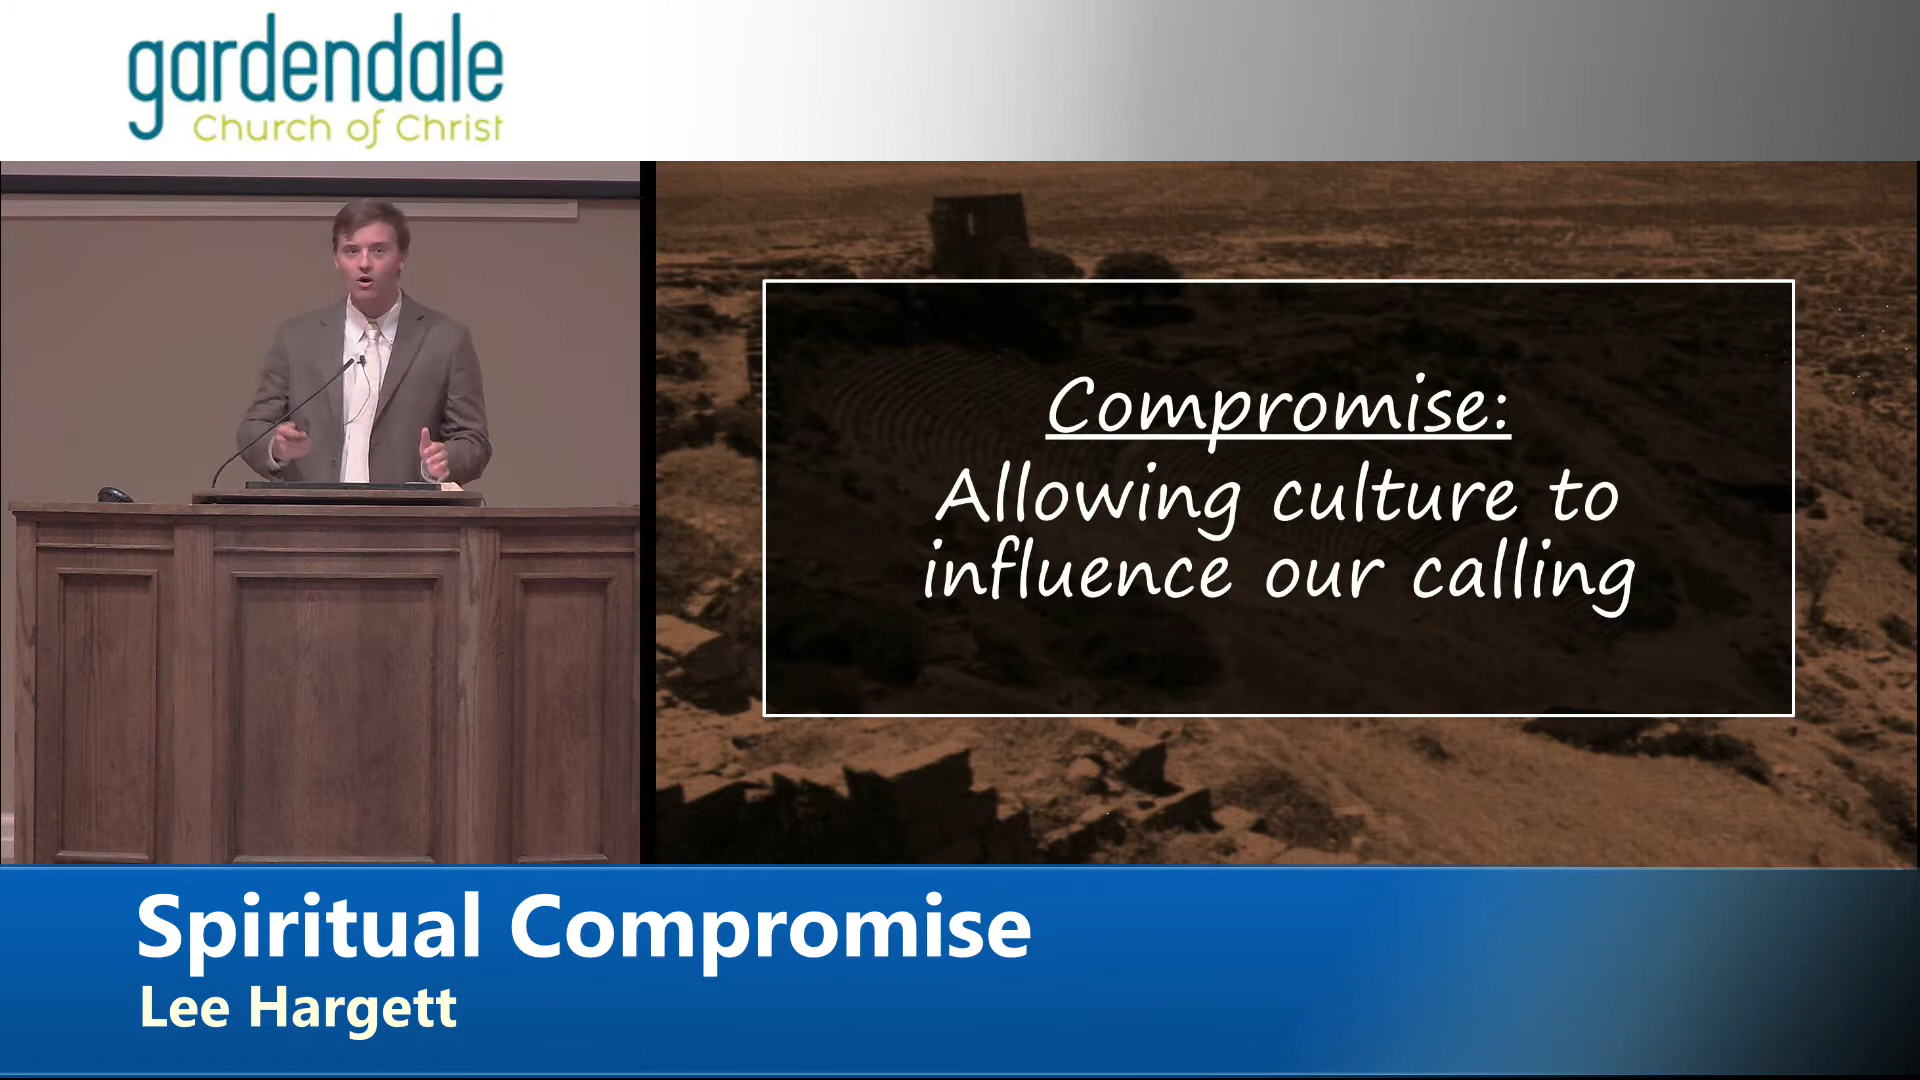 gardendale
Church of Christ
Compromise:
Allowing culture to
influence our calling
Spiritual Compromise
Lee Hargett